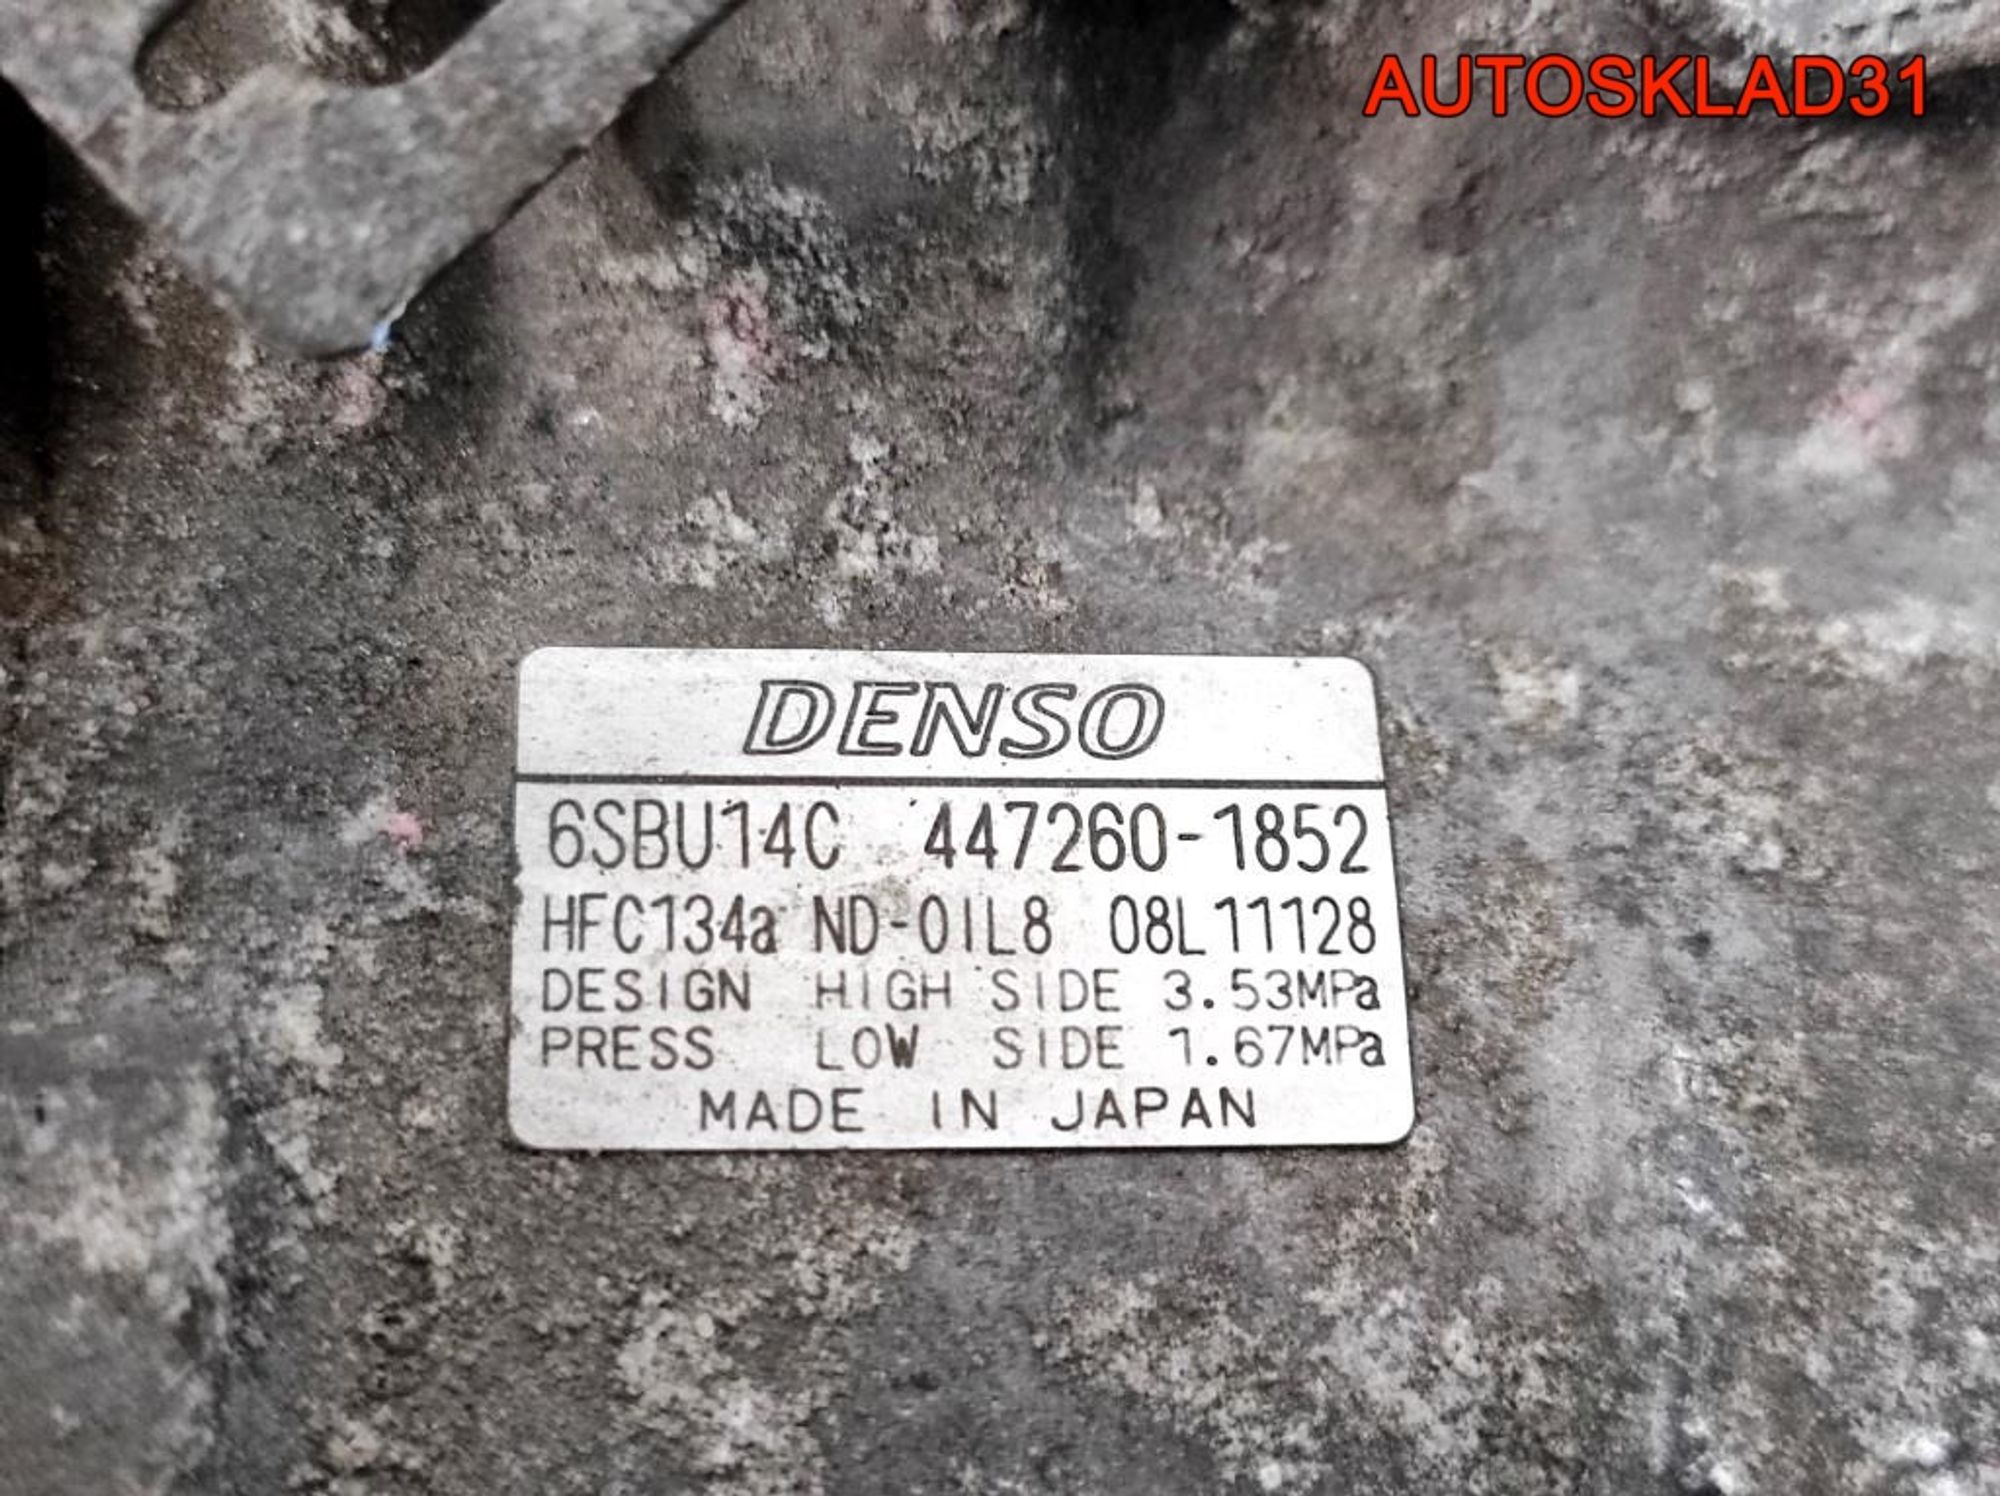 AUTOSKLAD31
DENSO
6SBU14C 447260-1852
HFC134a ND-OIL8 08L11128
DESIGN HIGH SIDE 3.53MPa
PRESS LOW SIDE 1.67MPa
MADE IN JAPAN